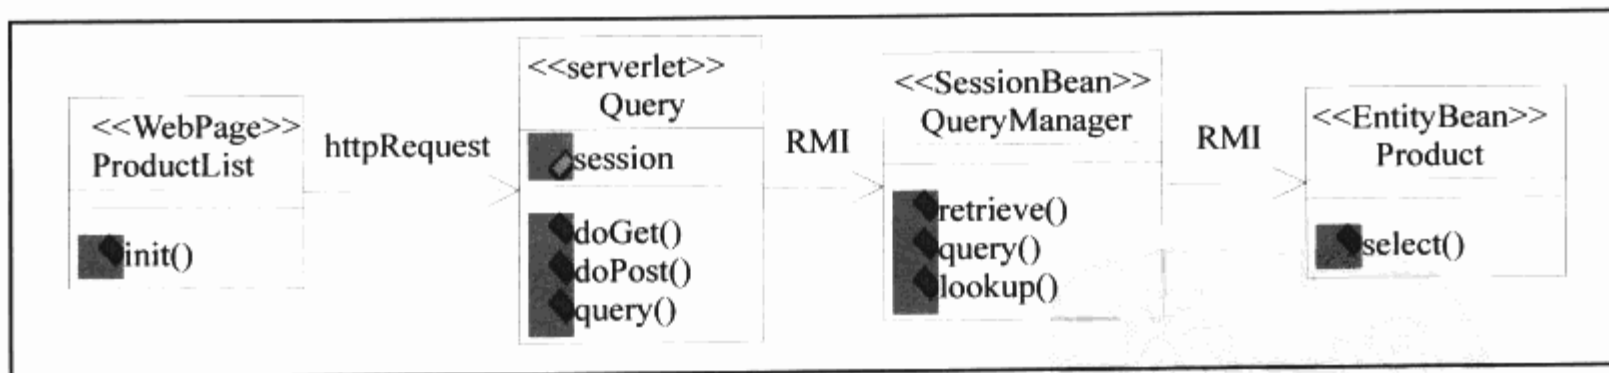 <<WebPage>>
ProductList
init()
httpRequest
<<serverlet>>
Query
session
doGet()
doPost()
query()
RMI
<<SessionBean>>
QueryManager
retrieve()
query()
lookup()
RMI
<<EntityBean>>
Product
select()